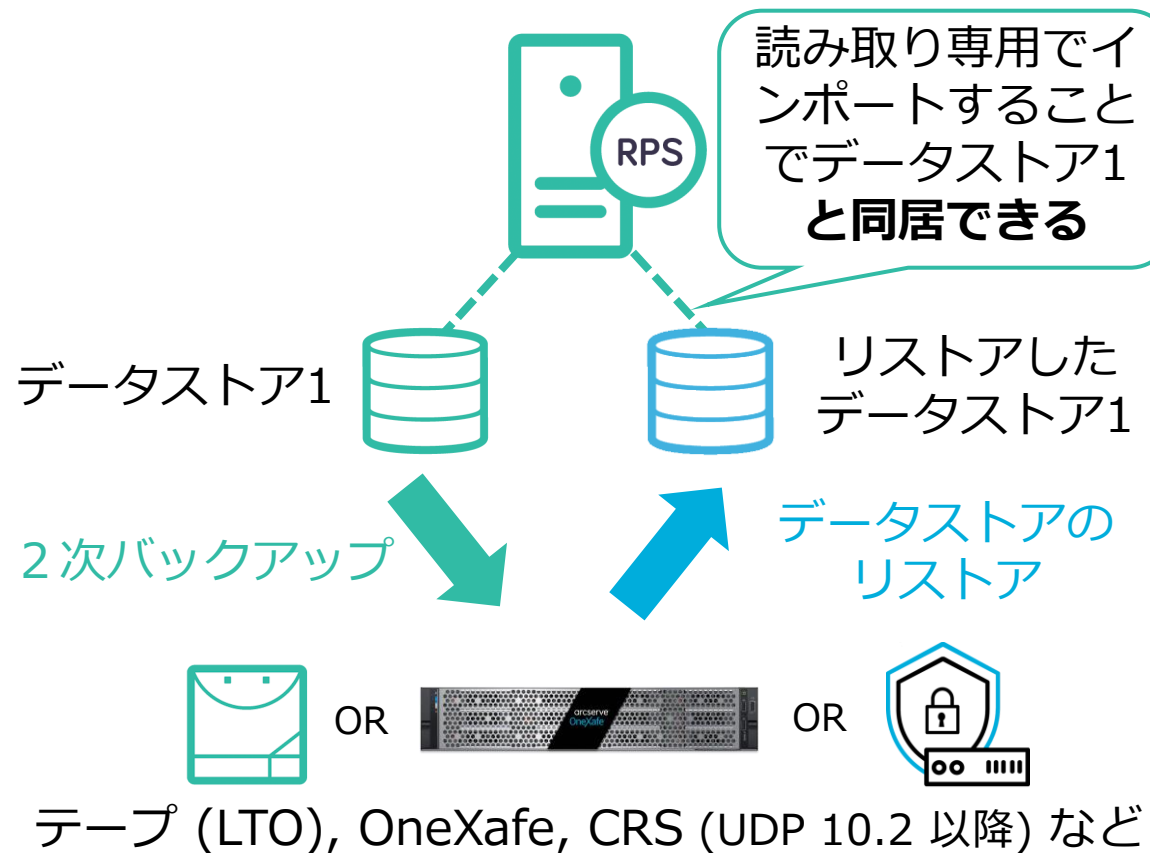 読み取り専用でイ
ンポートすること
でデータストア1
と同居できる
RPS
データストア1
リストアした
データストア1
２次バックアップ
データストアの
リストア
OR
arcserve
OneXafe
OR
テープ (LTO), OneXafe, CRS (UDP 10.2 以降) など